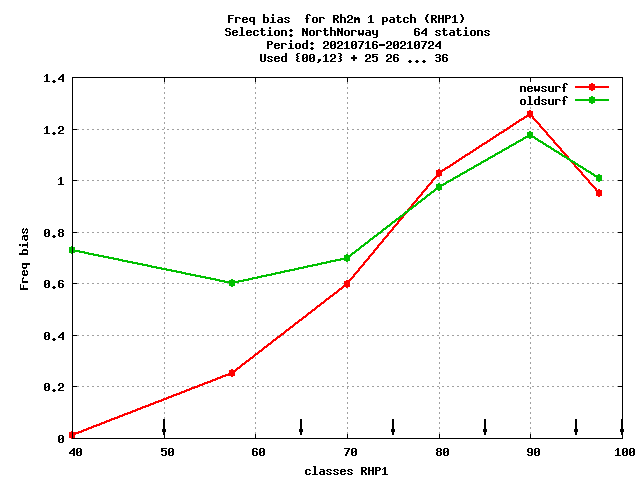 Freq bias  for Rh2m 1 patch (RHP1)
Selection: NorthNorway     64 stations
Period: 20210716-20210724
Used {00,12} + 25 26 ... 36
newsurf
oldsurf
1.4
1.2
1
0.8
0.6
0.4
0.2
0
Freq bias
40 50 60 70 80 90 100
classes RHP1